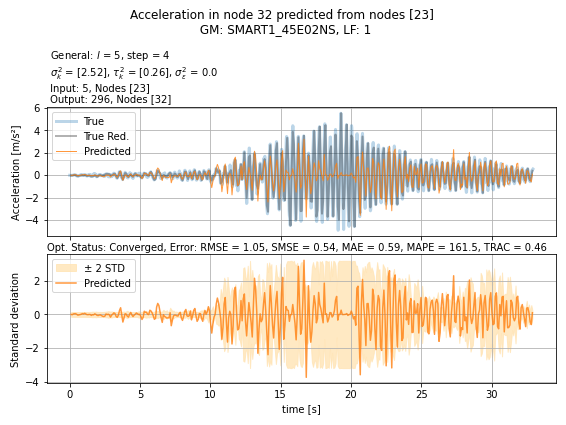 Acceleration in node 32 predicted from nodes [23]
GM: SMART1_45E02NS, LF: 1
General: l = 5, step = 4
σ²ₖ = [2.52], τ²ₖ = [0.26], σ²ε = 0.0
Input: 5, Nodes [23]
Output: 296, Nodes [32]
6
4
2
0
−2
−4
Acceleration [m/s²]
True
True Red.
Predicted
Opt. Status: Converged, Error: RMSE = 1.05, SMSE = 0.54, MAE = 0.59, MAPE = 161.5, TRAC = 0.46
2
0
−2
−4
Standard deviation
± 2 STD
Predicted
0 5 10 15 20 25 30
time [s]